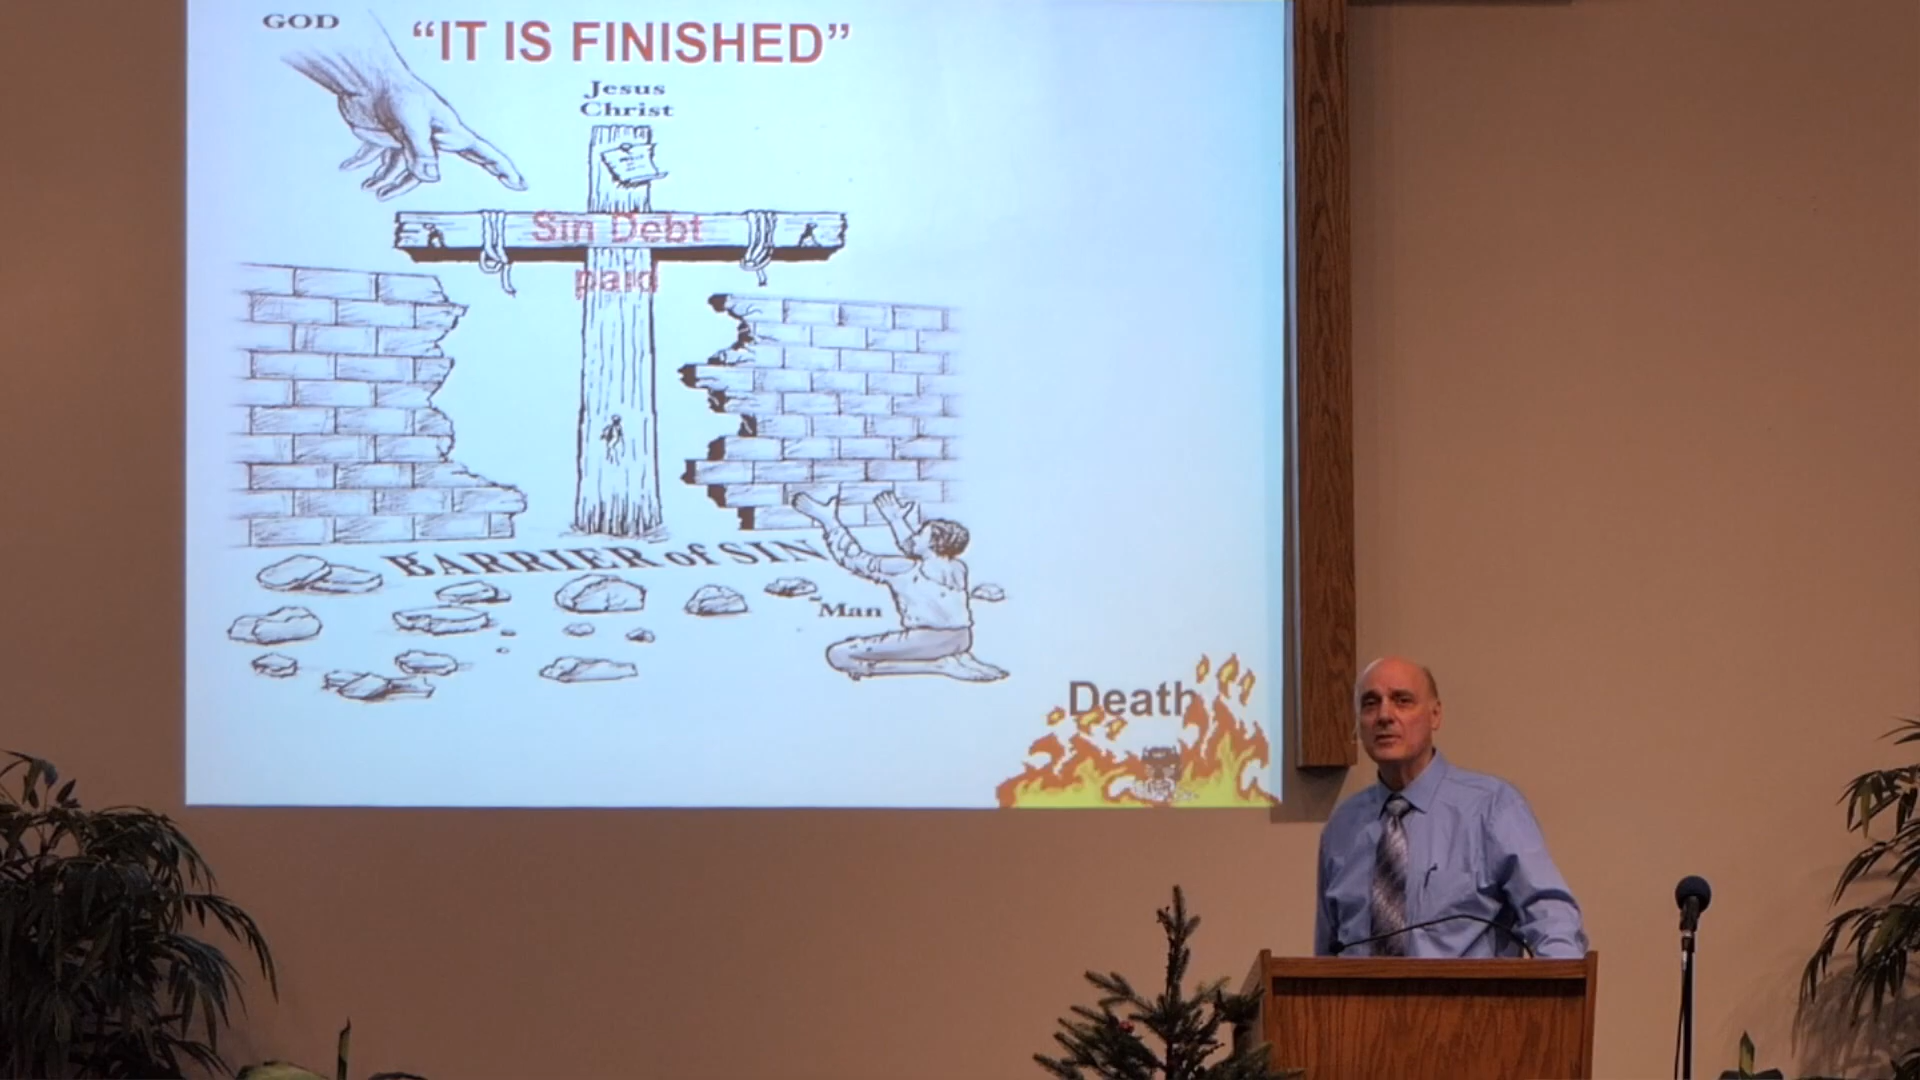 GOD
“IT IS FINISHED”
Jesus
Christ
Sin Debt
paid
BARRIER of SIN
Man
Death